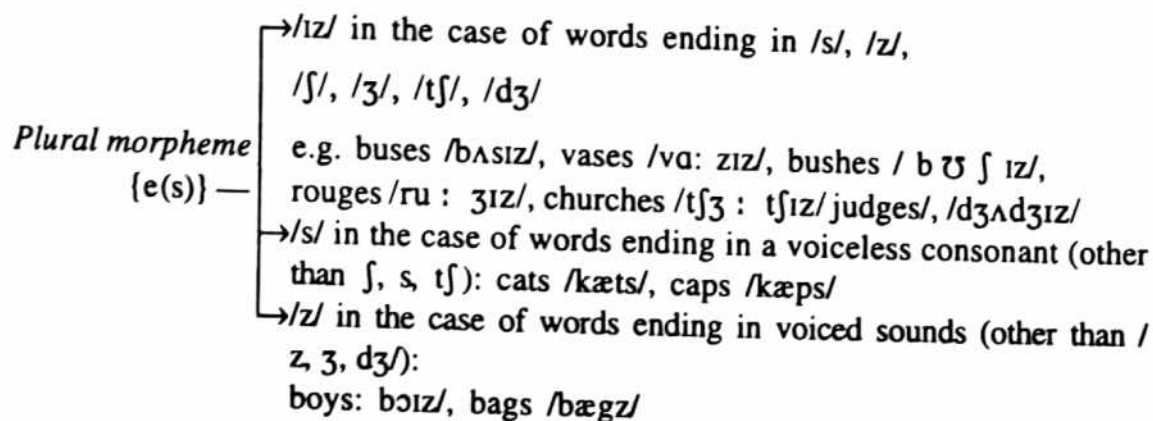 /ɪz/ in the case of words ending in /s/, /z/,
/ʃ/, /ʒ/, /tʃ/, /dʒ/
Plural morpheme
{e(s)} —
e.g. buses /bʌsɪz/, vases /vɑ: zɪz/, bushes / b ʊ ʃ ɪz/,
rouges /ru : ʒɪz/, churches /tʃʒ : tʃɪz/ judges/, /dʒʌdʒɪz/
/s/ in the case of words ending in a voiceless consonant (other
than ʃ, s, tʃ): cats /kæts/, caps /kæps/
/z/ in the case of words ending in voiced sounds (other than /
z, ʒ, dʒ/):
boys: bɔɪz/, bags /bægz/